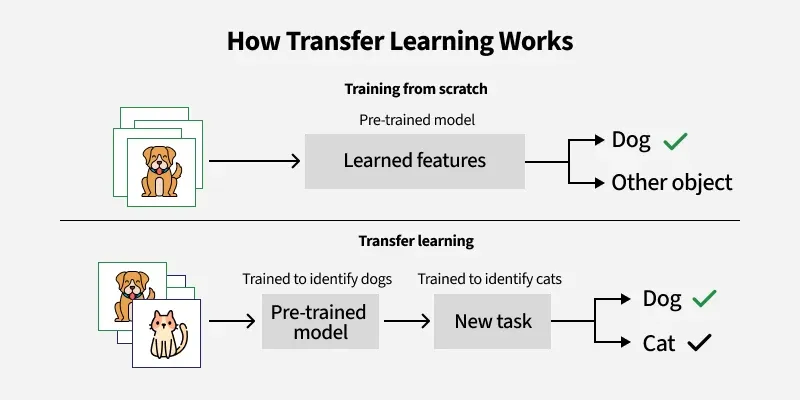 How Transfer Learning Works
Training from scratch
Pre-trained model
Learned features
Dog
Other object
Transfer learning
Trained to identify dogs
Trained to identify cats
Pre-trained
model
New task
Dog
Cat